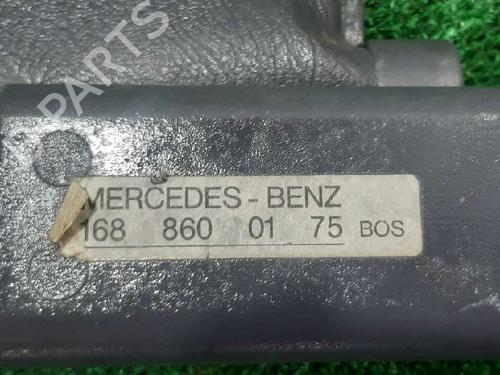 B-PARTS
MERCEDES - BENZ
168 860 01 75 BOS